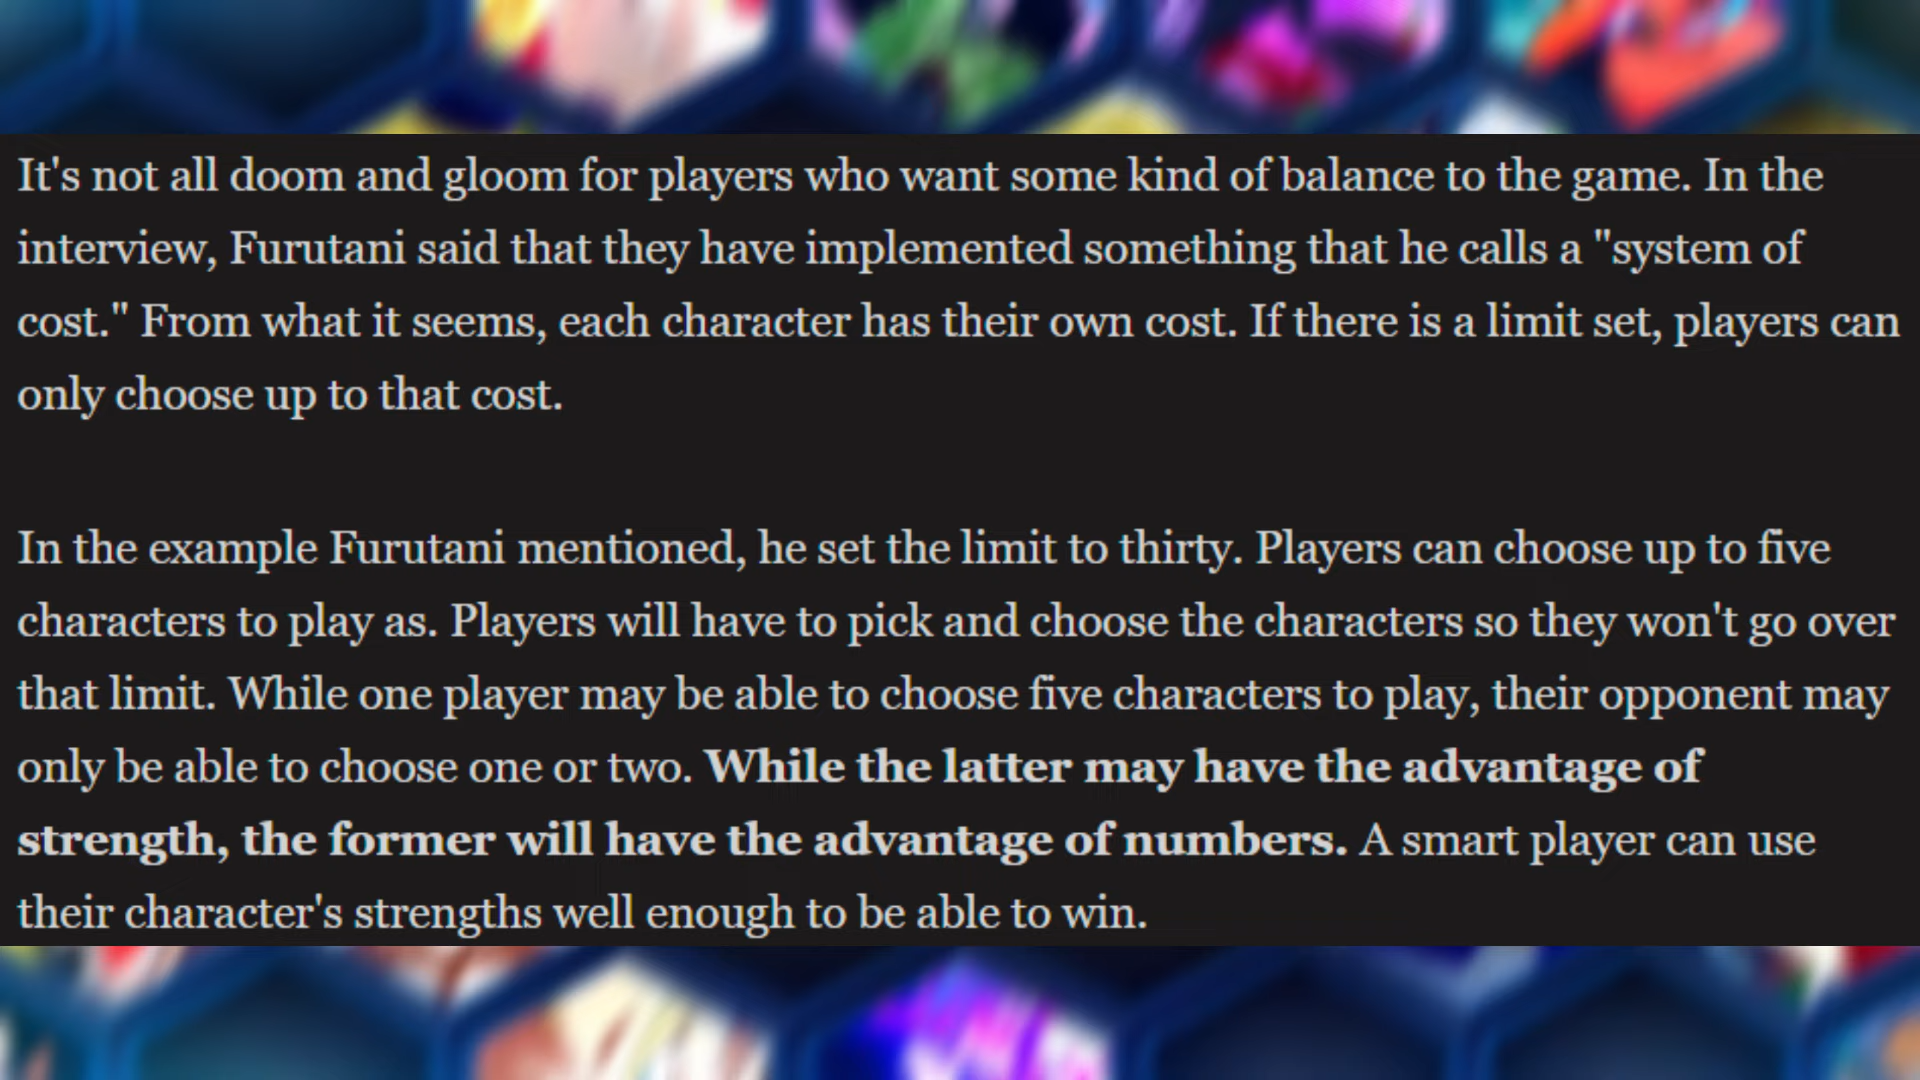 It's not all doom and gloom for players who want some kind of balance to the game. In the
interview, Furutani said that they have implemented something that he calls a "system of
cost." From what it seems, each character has their own cost. If there is a limit set, players can
only choose up to that cost.
In the example Furutani mentioned, he set the limit to thirty. Players can choose up to five
characters to play as. Players will have to pick and choose the characters so they won't go over
that limit. While one player may be able to choose five characters to play, their opponent may
only be able to choose one or two. While the latter may have the advantage of
strength, the former will have the advantage of numbers. A smart player can use
their character's strengths well enough to be able to win.